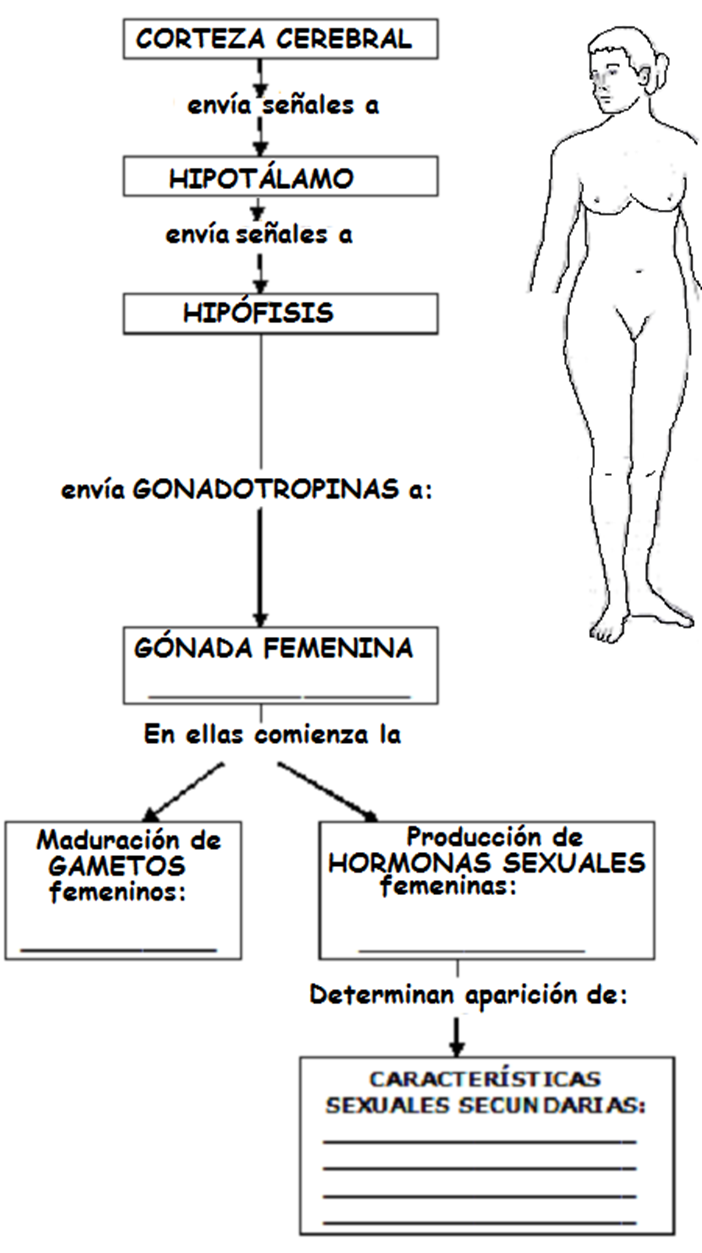 CORTEZA CEREBRAL
envía señales a
HIPOTÁLAMO
envía señales a
HIPÓFISIS
envía GONADOTROPINAS a:
GÓNADA FEMENINA
En ellas comienza la
Maduración de
GAMETOS
femeninos:
Producción de
HORMONAS SEXUALES
femeninas:
Determinan aparición de:
CARACTERÍSTICAS
SEXUALES SECUNDARIAS: